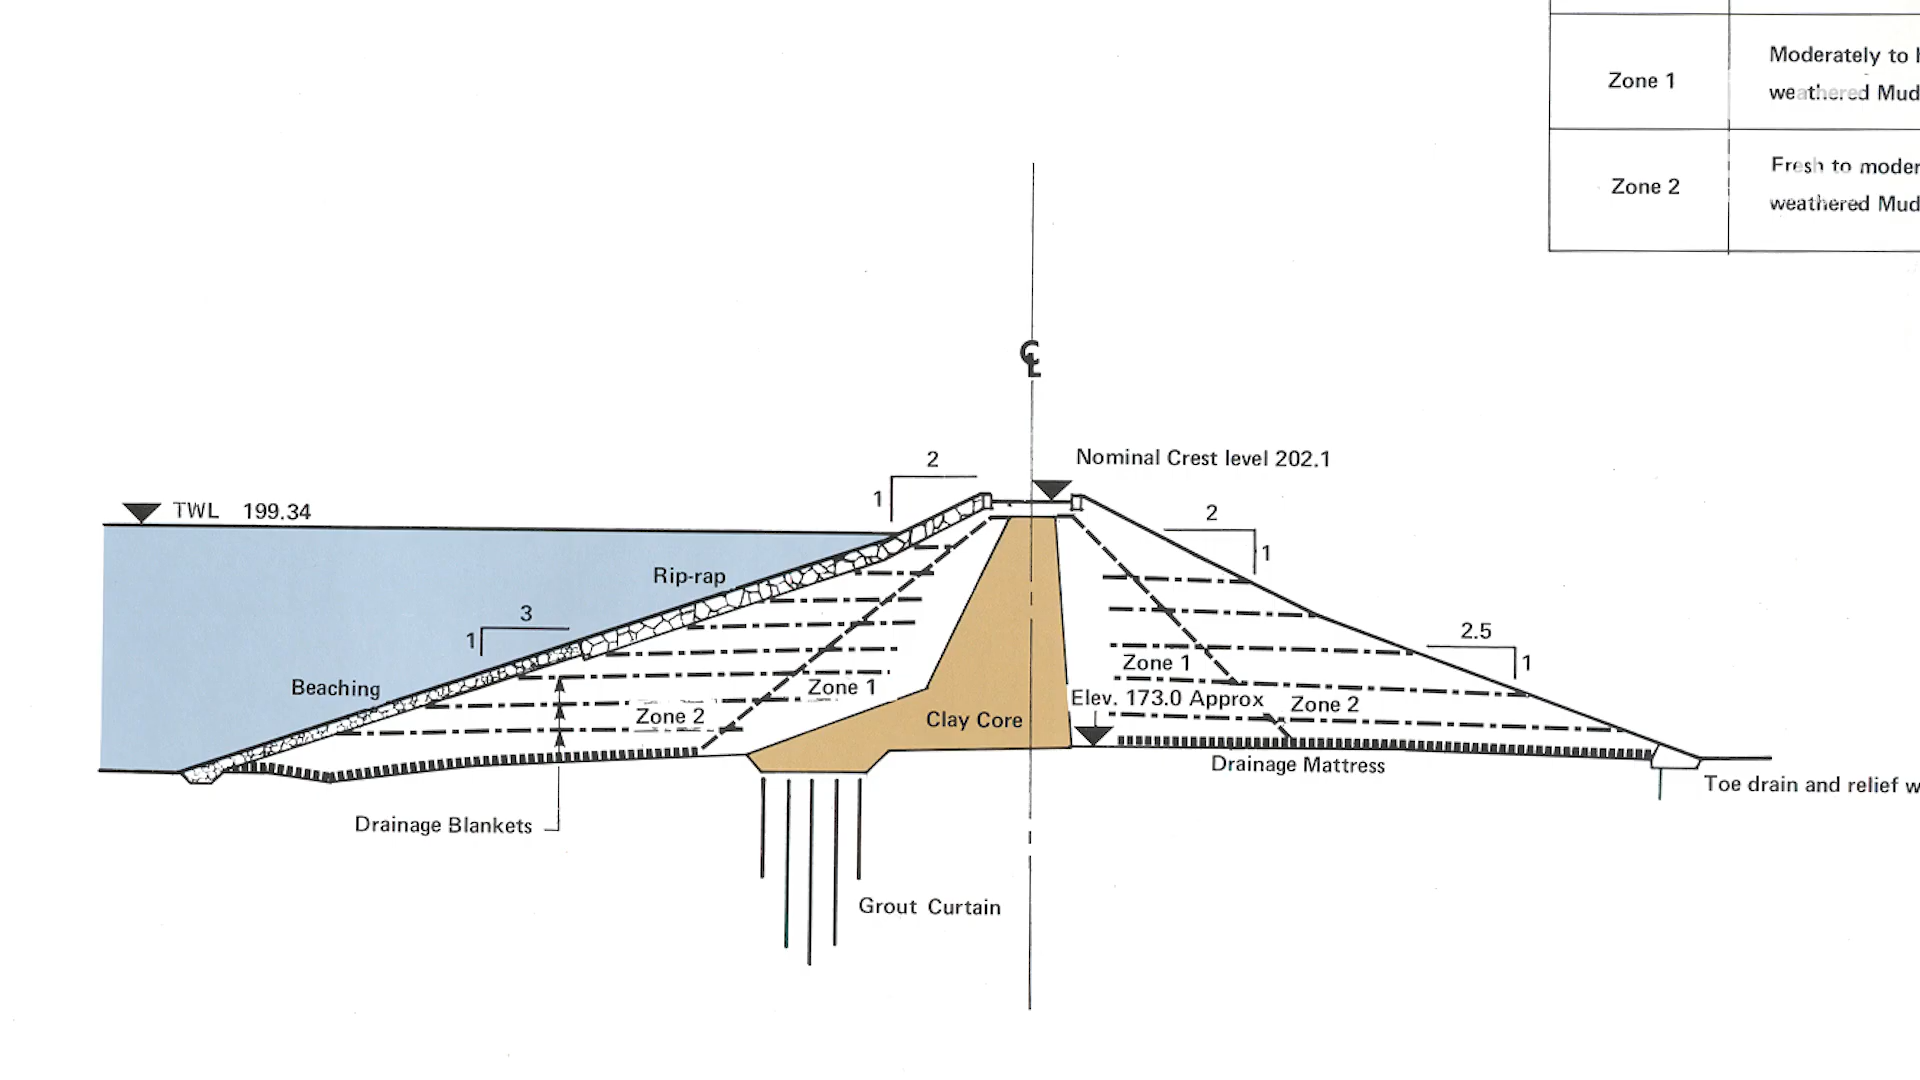 Moderately to
Zone 1
weathered Mud
Fresh to moder
Zone 2
weathered Mud
℄
2
Nominal Crest level 202.1
1
TWL 199.34
2
1
Rip-rap
3
1
2.5
1
Beaching
Zone 1
Zone 1
Elev. 173.0 Approx
Zone 2
Zone 2
Clay Core
Drainage Mattress
Toe drain and relief w
Drainage Blankets
Grout Curtain